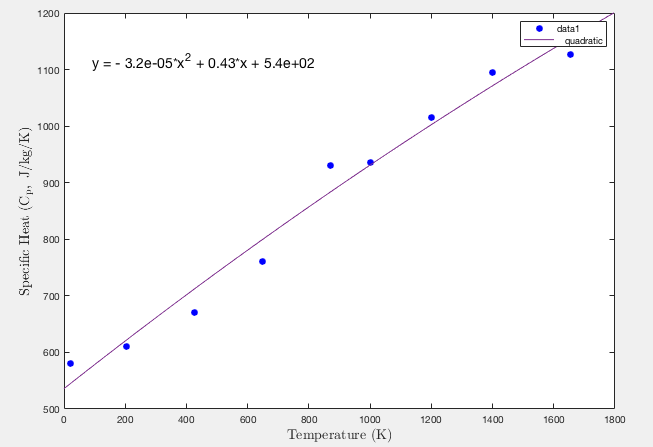 1200
data1
quadratic
y = - 3.2e-05*x^2 + 0.43*x + 5.4e+02
1100
1000
900
800
700
600
500
Specific Heat (C_p, J/kg/K)
0 200 400 600 800 1000 1200 1400 1600 1800
Temperature (K)